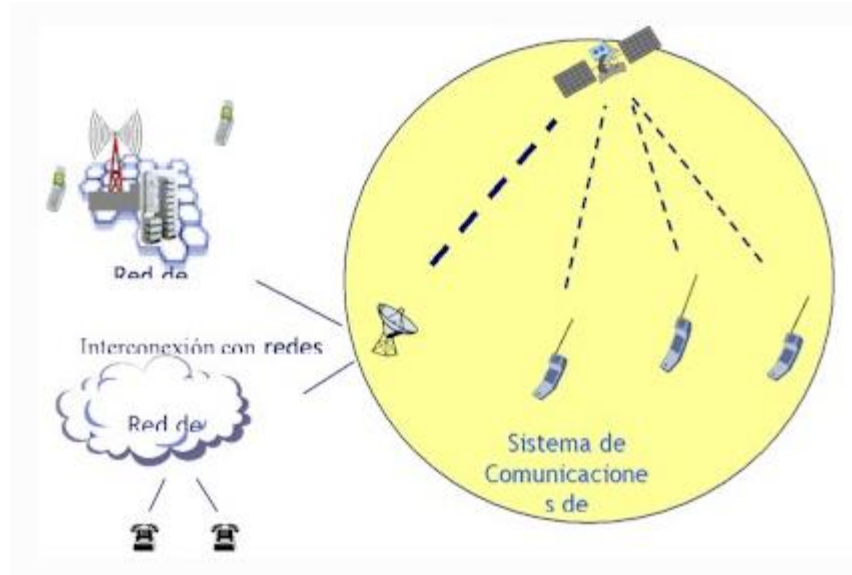 Red de
Interconexión con redes
Red de
Sistema de
Comunicacione
s de